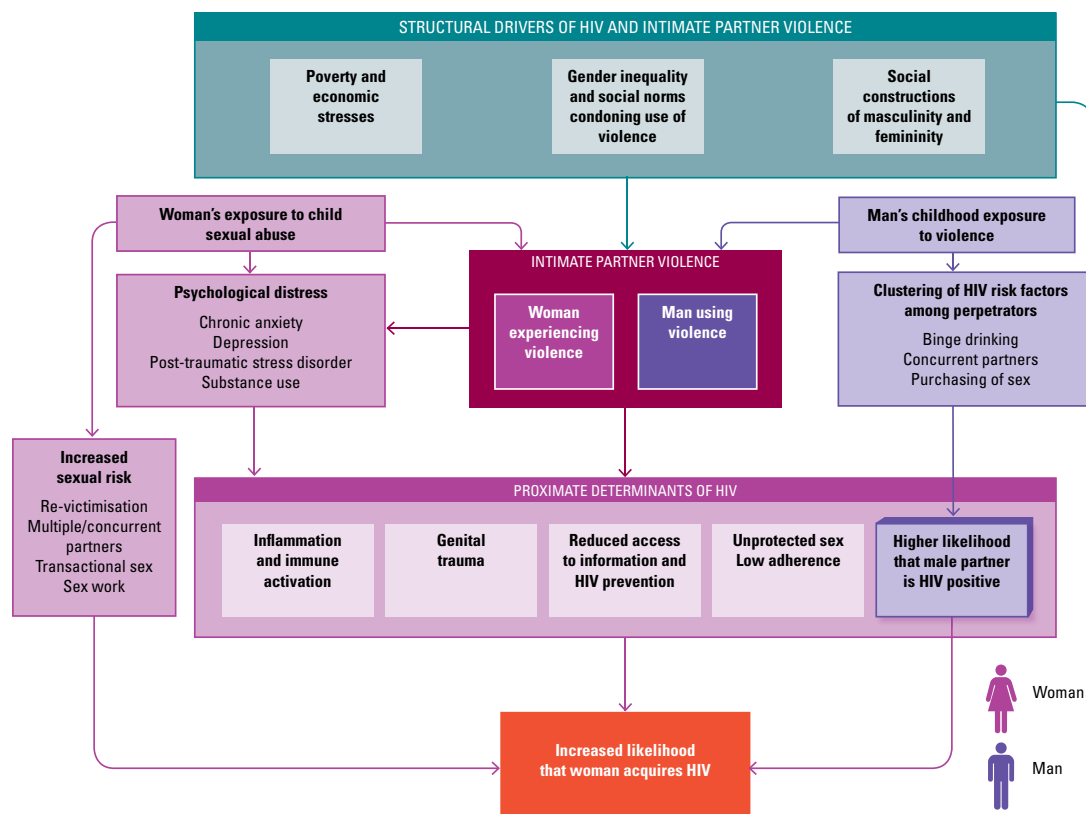 STRUCTURAL DRIVERS OF HIV AND INTIMATE PARTNER VIOLENCE
Poverty and
economic
stresses
Gender inequality
and social norms
condoning use of
violence
Social
constructions
of masculinity and
femininity
Woman's exposure to child
sexual abuse
Man's childhood exposure
to violence
INTIMATE PARTNER VIOLENCE
Woman
experiencing
violence
Man using
violence
Psychological distress
Chronic anxiety
Depression
Post-traumatic stress disorder
Substance use
Clustering of HIV risk factors
among perpetrators
Binge drinking
Concurrent partners
Purchasing of sex
Increased
sexual risk
Re-victimisation
Multiple/concurrent
partners
Transactional sex
Sex work
PROXIMATE DETERMINANTS OF HIV
Inflammation
and immune
activation
Genital
trauma
Reduced access
to information and
HIV prevention
Unprotected sex
Low adherence
Higher likelihood
that male partner
is HIV positive
Increased likelihood
that woman acquires HIV
Woman
Man